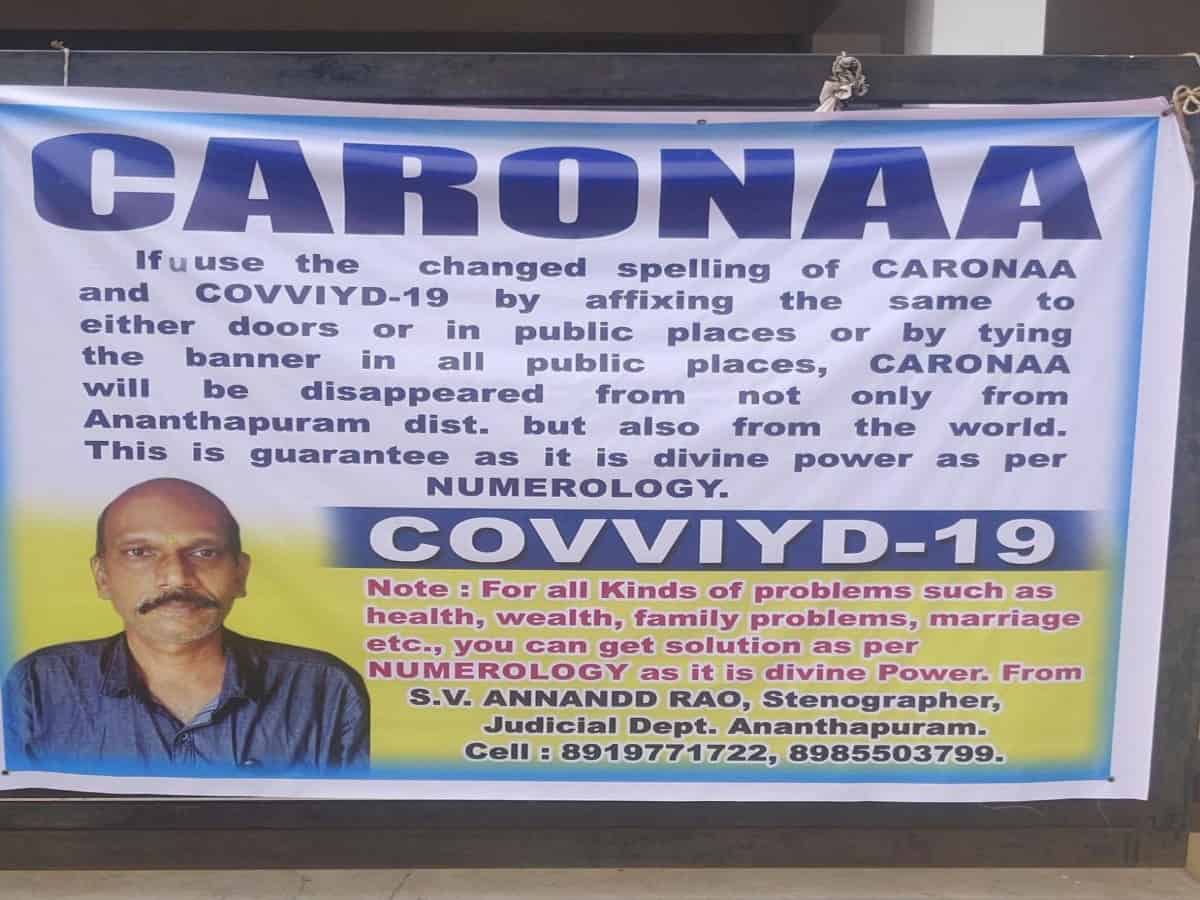 CARONAA
If u use the changed spelling of CARONAA
and COVVIYD-19 by affixing the same to
either doors or in public places or by tying
the banner in all public places, CARONAA
will be disappeared from not only from
Ananthapuram dist. but also from the world.
This is guarantee as it is divine power as per
NUMEROLOGY.
COVVIYD-19
Note : For all Kinds of problems such as
health, wealth, family problems, marriage
etc., you can get solution as per
NUMEROLOGY as it is divine Power. From
S.V. ANNANDD RAO, Stenographer,
Judicial Dept. Ananthapuram.
Cell : 8919771722, 8985503799.